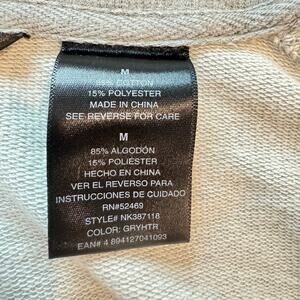 M
85% COTTON
15% POLYESTER
MADE IN CHINA
SEE REVERSE FOR CARE
M
85% ALGODÓN
15% POLIÉSTER
HECHO EN CHINA
VER EL REVERSO PARA
INSTRUCCIONES DE CUIDADO
RN#52469
STYLE# NK387118
COLOR: GRYHTR
EAN# 4 894127041093